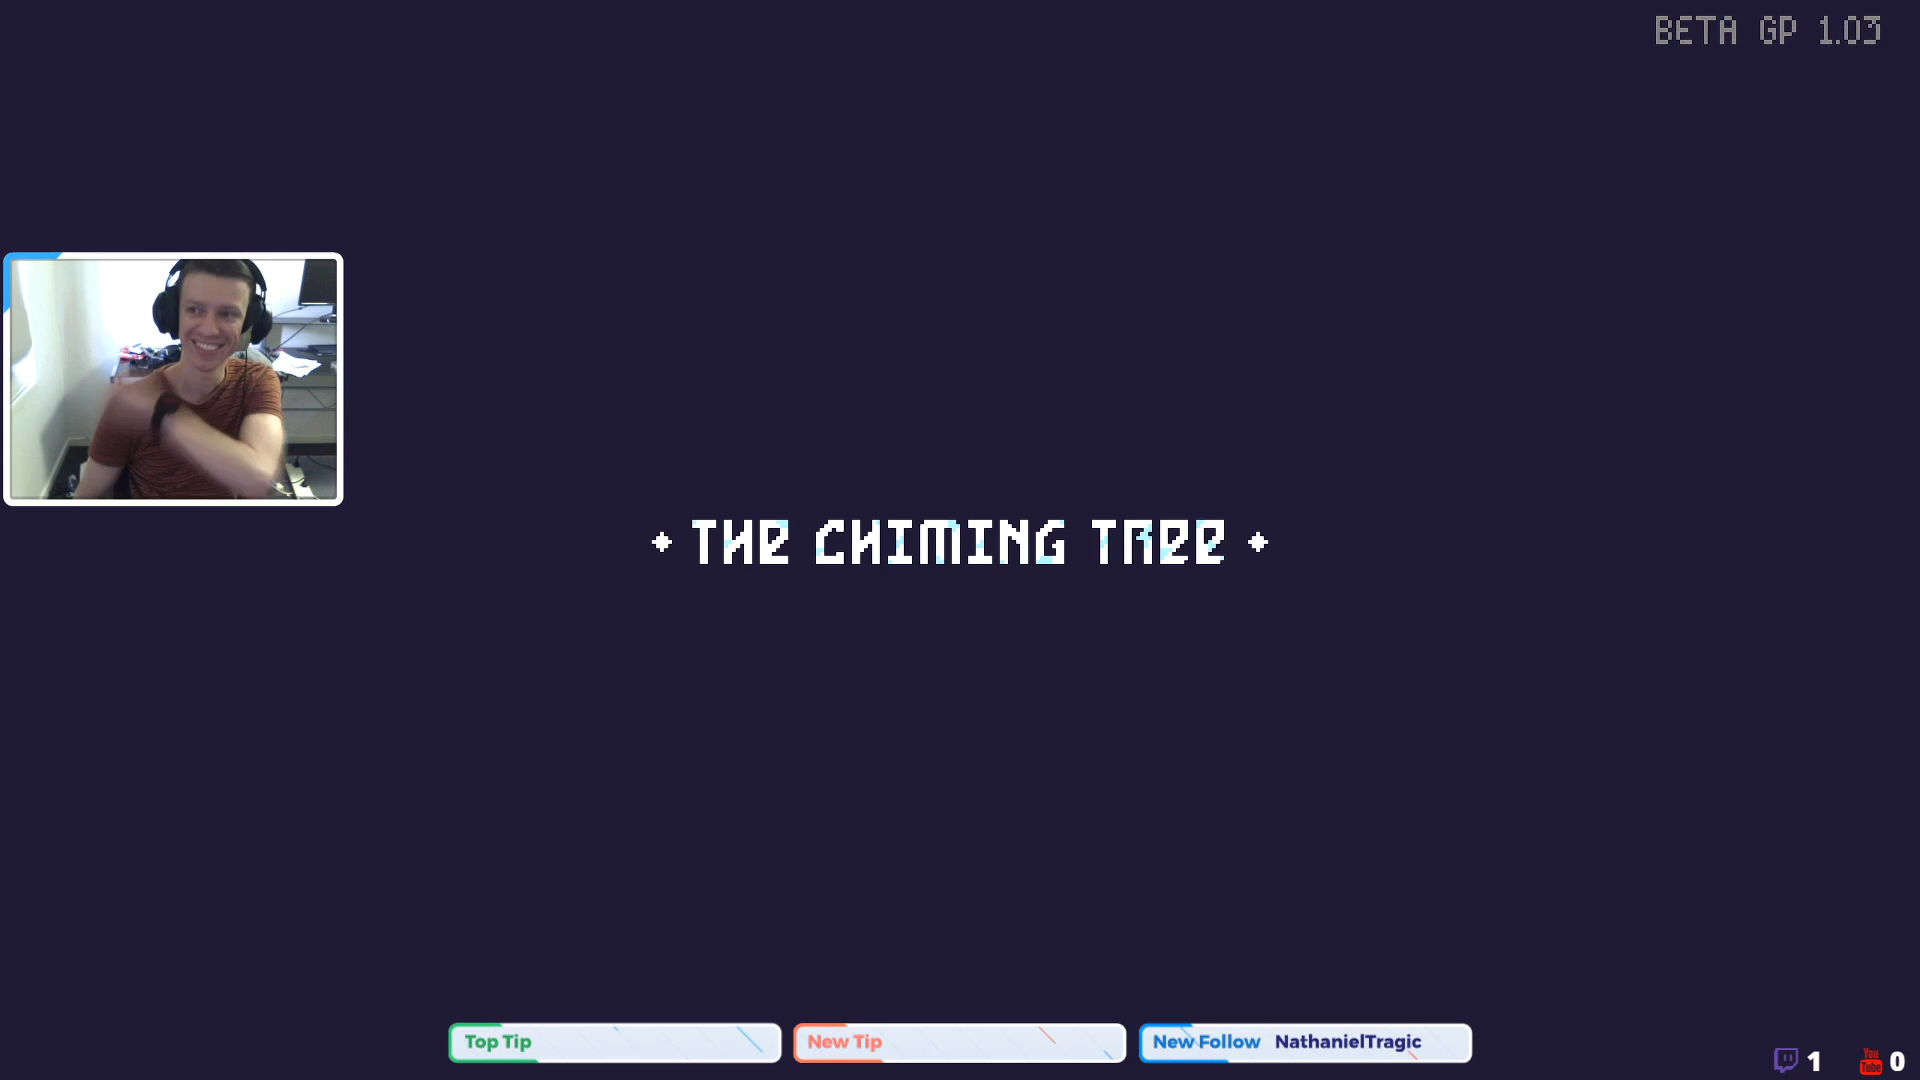 BETA GP 1.03
THE CHIMING TREE
Top Tip
New Tip
New Follow NathanielTragic
1
You Tube 0